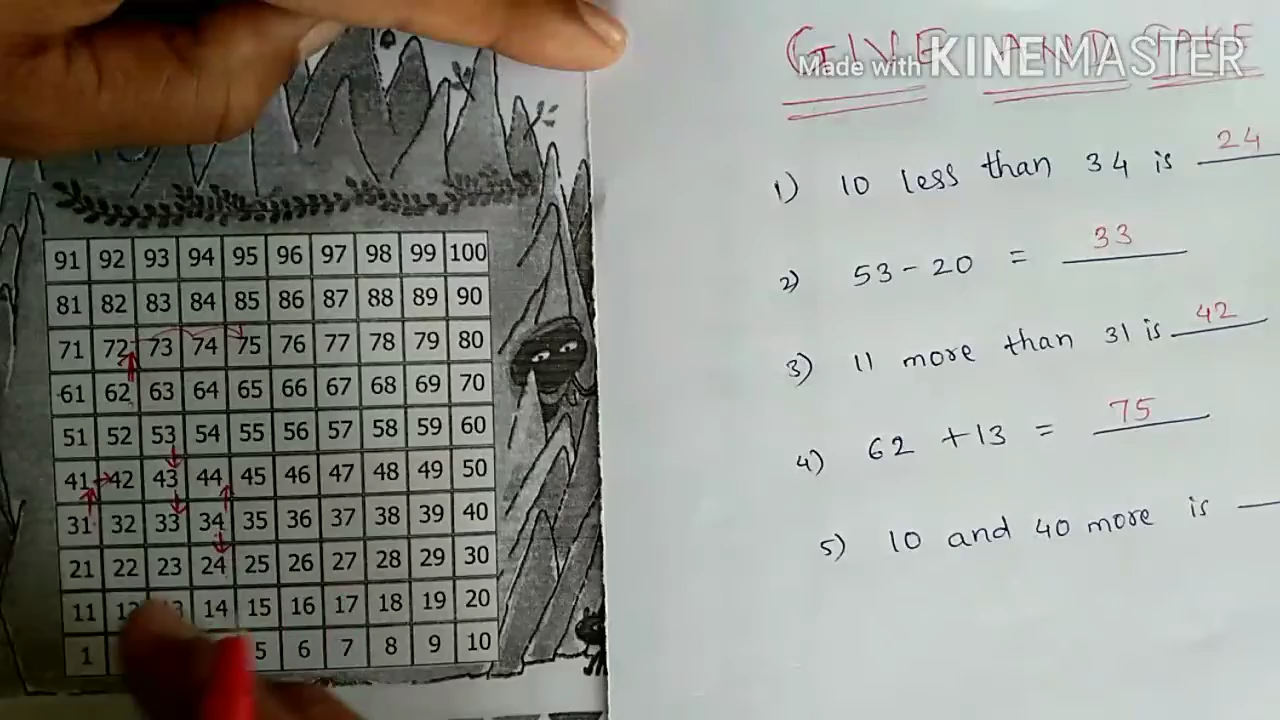 GIVE AND TAKE
Made with KINEMASTER
1) 10 less than 34 is 24
2) 53 - 20 = 33
3) 11 more than 31 is 42
4) 62 + 13 = 75
5) 10 and 40 more is
91 92 93 94 95 96 97 98 99 100
81 82 83 84 85 86 87 88 89 90
71 72 73 74 75 76 77 78 79 80
61 62 63 64 65 66 67 68 69 70
51 52 53 54 55 56 57 58 59 60
41 42 43 44 45 46 47 48 49 50
31 32 33 34 35 36 37 38 39 40
21 22 23 24 25 26 27 28 29 30
11 14 15 16 17 18 19 20
1 5 6 7 8 9 10